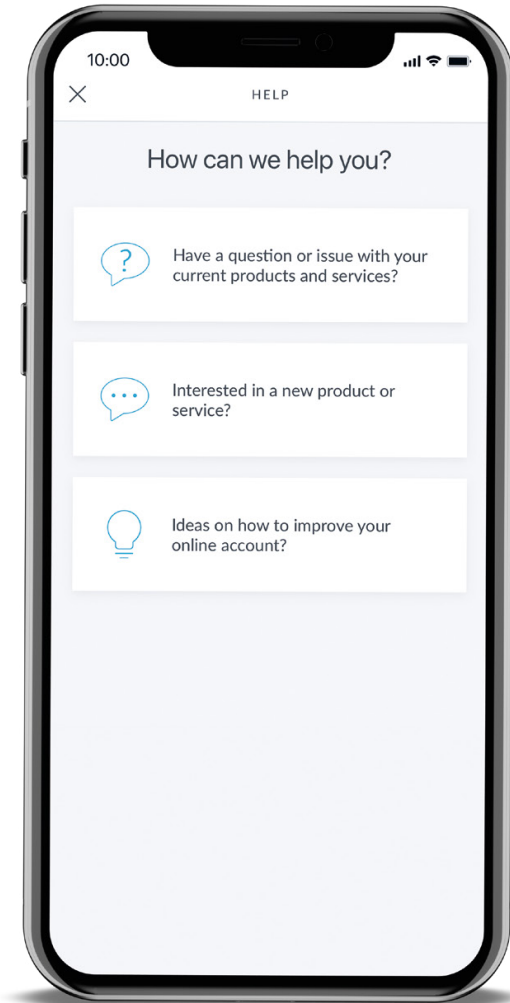 10:00
HELP
How can we help you?
?
Have a question or issue with your
current products and services?
Interested in a new product or
service?
Ideas on how to improve your
online account?